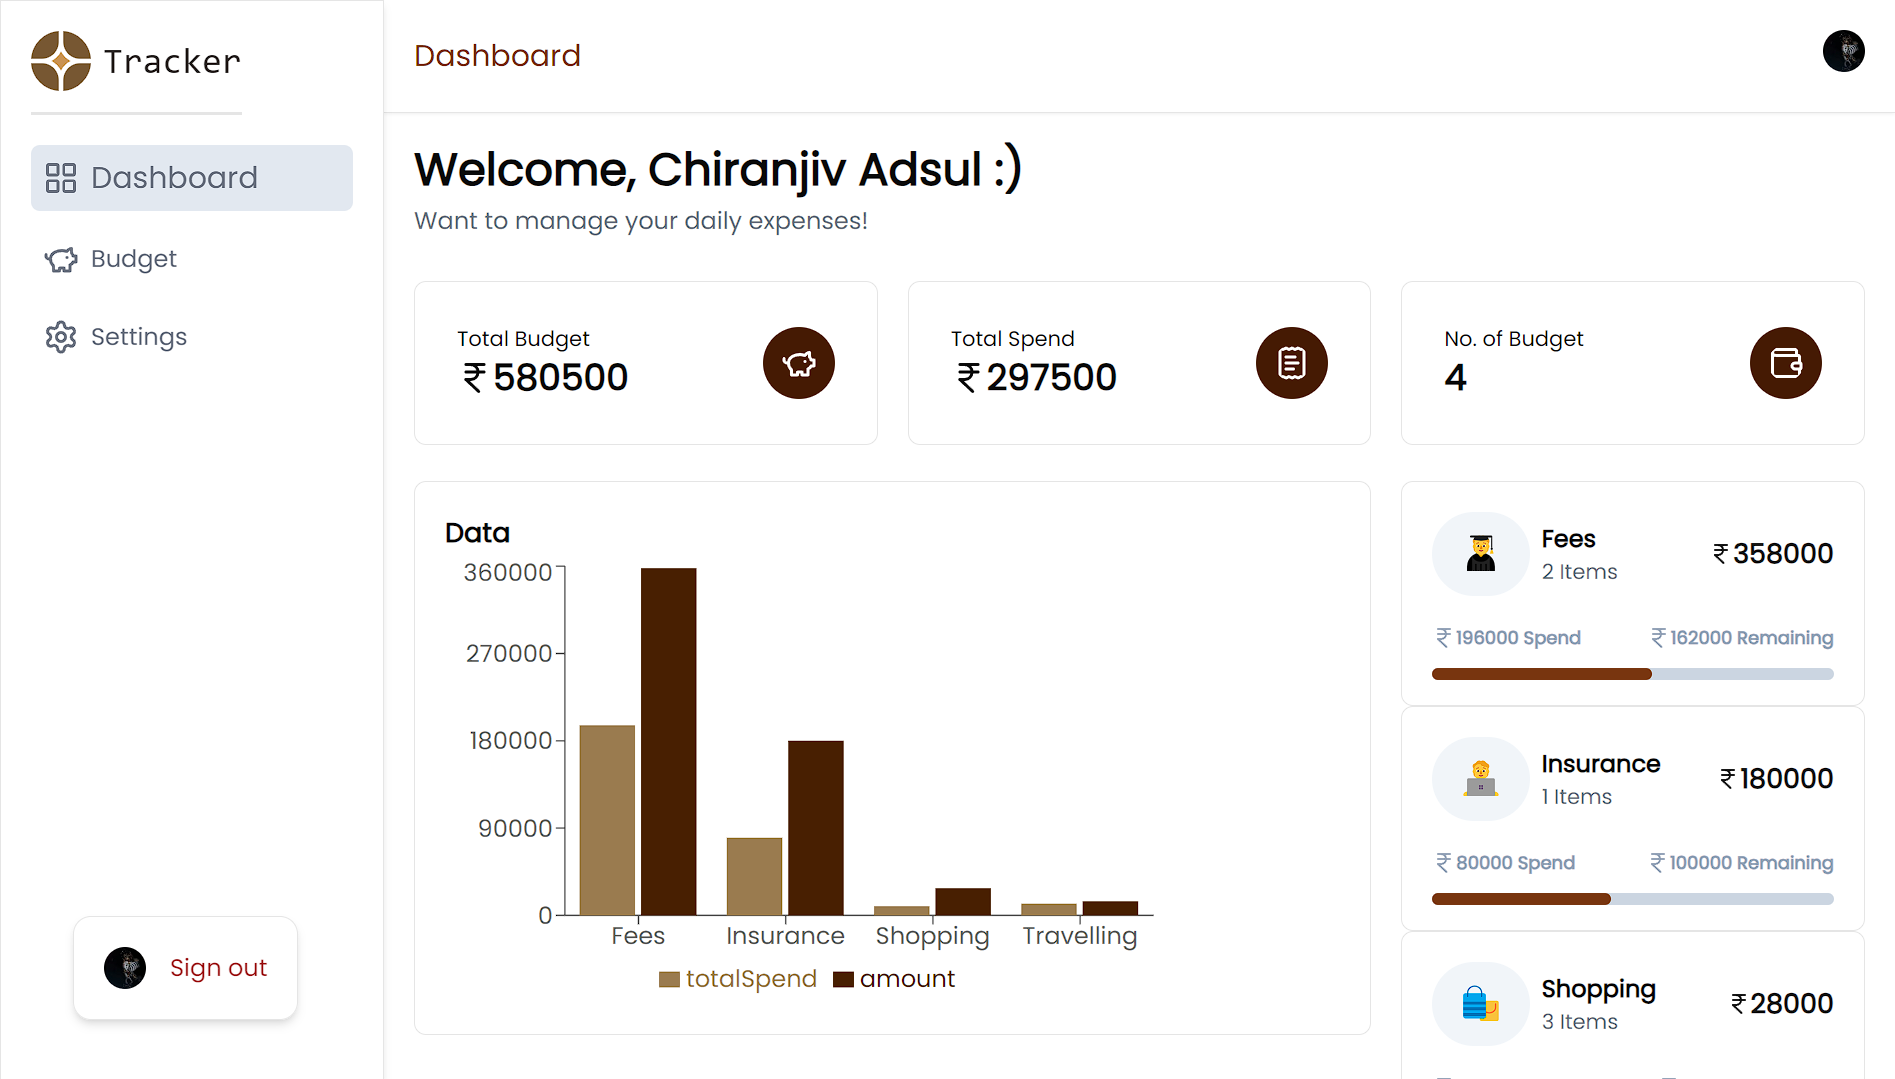 Tracker
Dashboard
Budget
Settings
Sign out
Dashboard
Welcome, Chiranjiv Adsul :)
Want to manage your daily expenses!
Total Budget
₹ 580500
Total Spend
₹ 297500
No. of Budget
4
Data
360000
270000
180000
90000
0
Fees Insurance Shopping Travelling
totalSpend amount
Fees
2 Items
₹ 358000
₹ 196000 Spend ₹ 162000 Remaining
Insurance
1 Items
₹ 180000
₹ 80000 Spend ₹ 100000 Remaining
Shopping
3 Items
₹ 28000